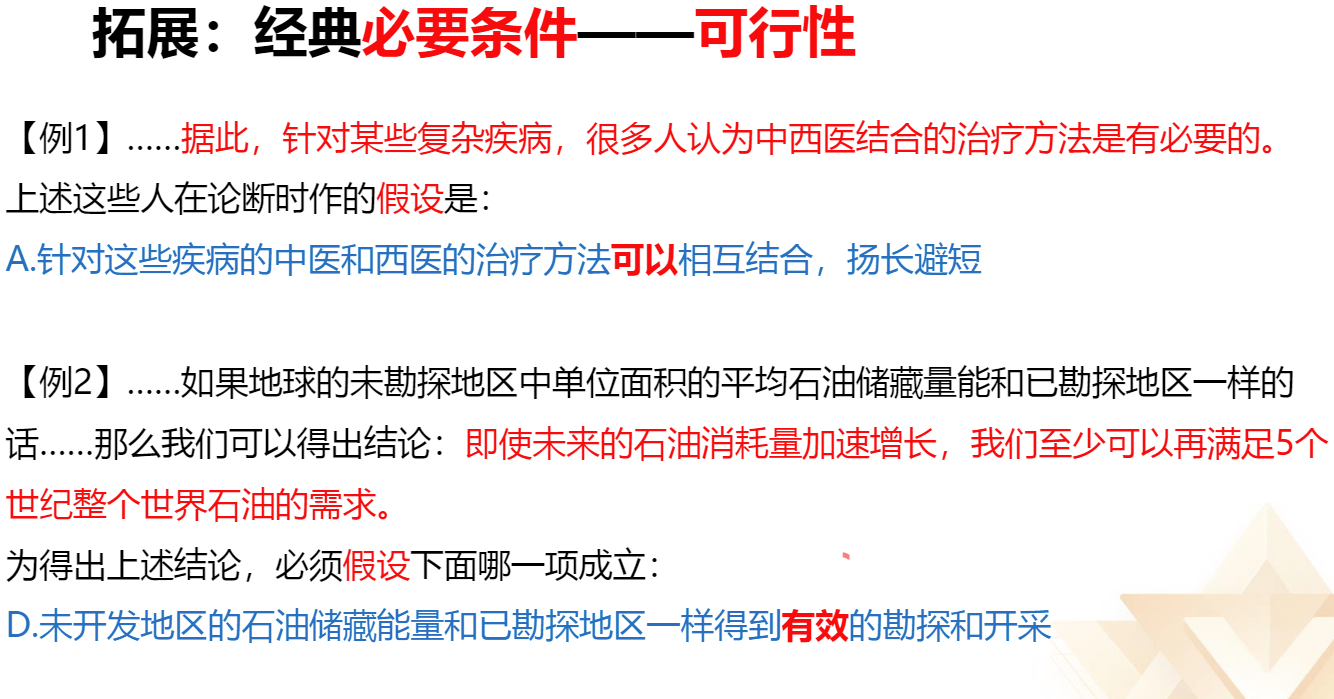 拓展：经典必要条件——可行性
【例1】……据此，针对某些复杂疾病，很多人认为中西医结合的治疗方法是有必要的。
上述这些人在论断时作的假设是：
A.针对这些疾病的中医和西医的治疗方法可以相互结合，扬长避短
【例2】……如果地球的未勘探地区中单位面积的平均石油储藏量能和已勘探地区一样的
话……那么我们可以得出结论：即使未来的石油消耗量加速增长，我们至少可以再满足5个
世纪整个世界石油的需求。
为得出上述结论，必须假设下面哪一项成立：
D.未开发地区的石油储藏能量和已勘探地区一样得到有效的勘探和开采